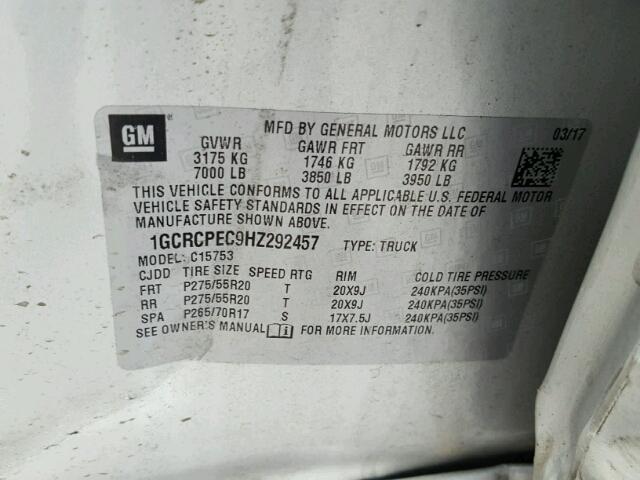 GM
MFD BY GENERAL MOTORS LLC 03/17
GVWR GAWR FRT GAWR RR
3175 KG 1746 KG 1792 KG
7000 LB 3850 LB 3950 LB
THIS VEHICLE CONFORMS TO ALL APPLICABLE U.S. FEDERAL MOTOR
VEHICLE SAFETY STANDARDS IN EFFECT ON THE DATE OF
MANUFACTURE SHOWN ABOVE.
1GCRCPEC9HZ292457 TYPE: TRUCK
MODEL: C15753
CJDD TIRE SIZE SPEED RTG RIM COLD TIRE PRESSURE
FRT P275/55R20 T 20X9J 240KPA(35PSI)
RR P275/55R20 T 20X9J 240KPA(35PSI)
SPA P265/70R17 S 17X7.5J 240KPA(35PSI)
SEE OWNER'S MANUAL FOR MORE INFORMATION.